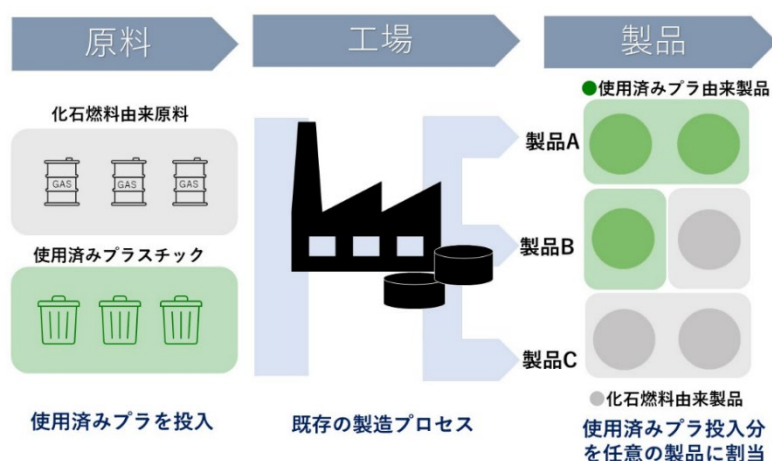 原料
工場
製品
化石燃料由来原料
GAS
GAS
GAS
使用済みプラスチック
使用済みプラを投入
既存の製造プロセス
●使用済みプラ由来製品
製品A
製品B
製品C
●化石燃料由来製品
使用済みプラ投入分
を任意の製品に割当